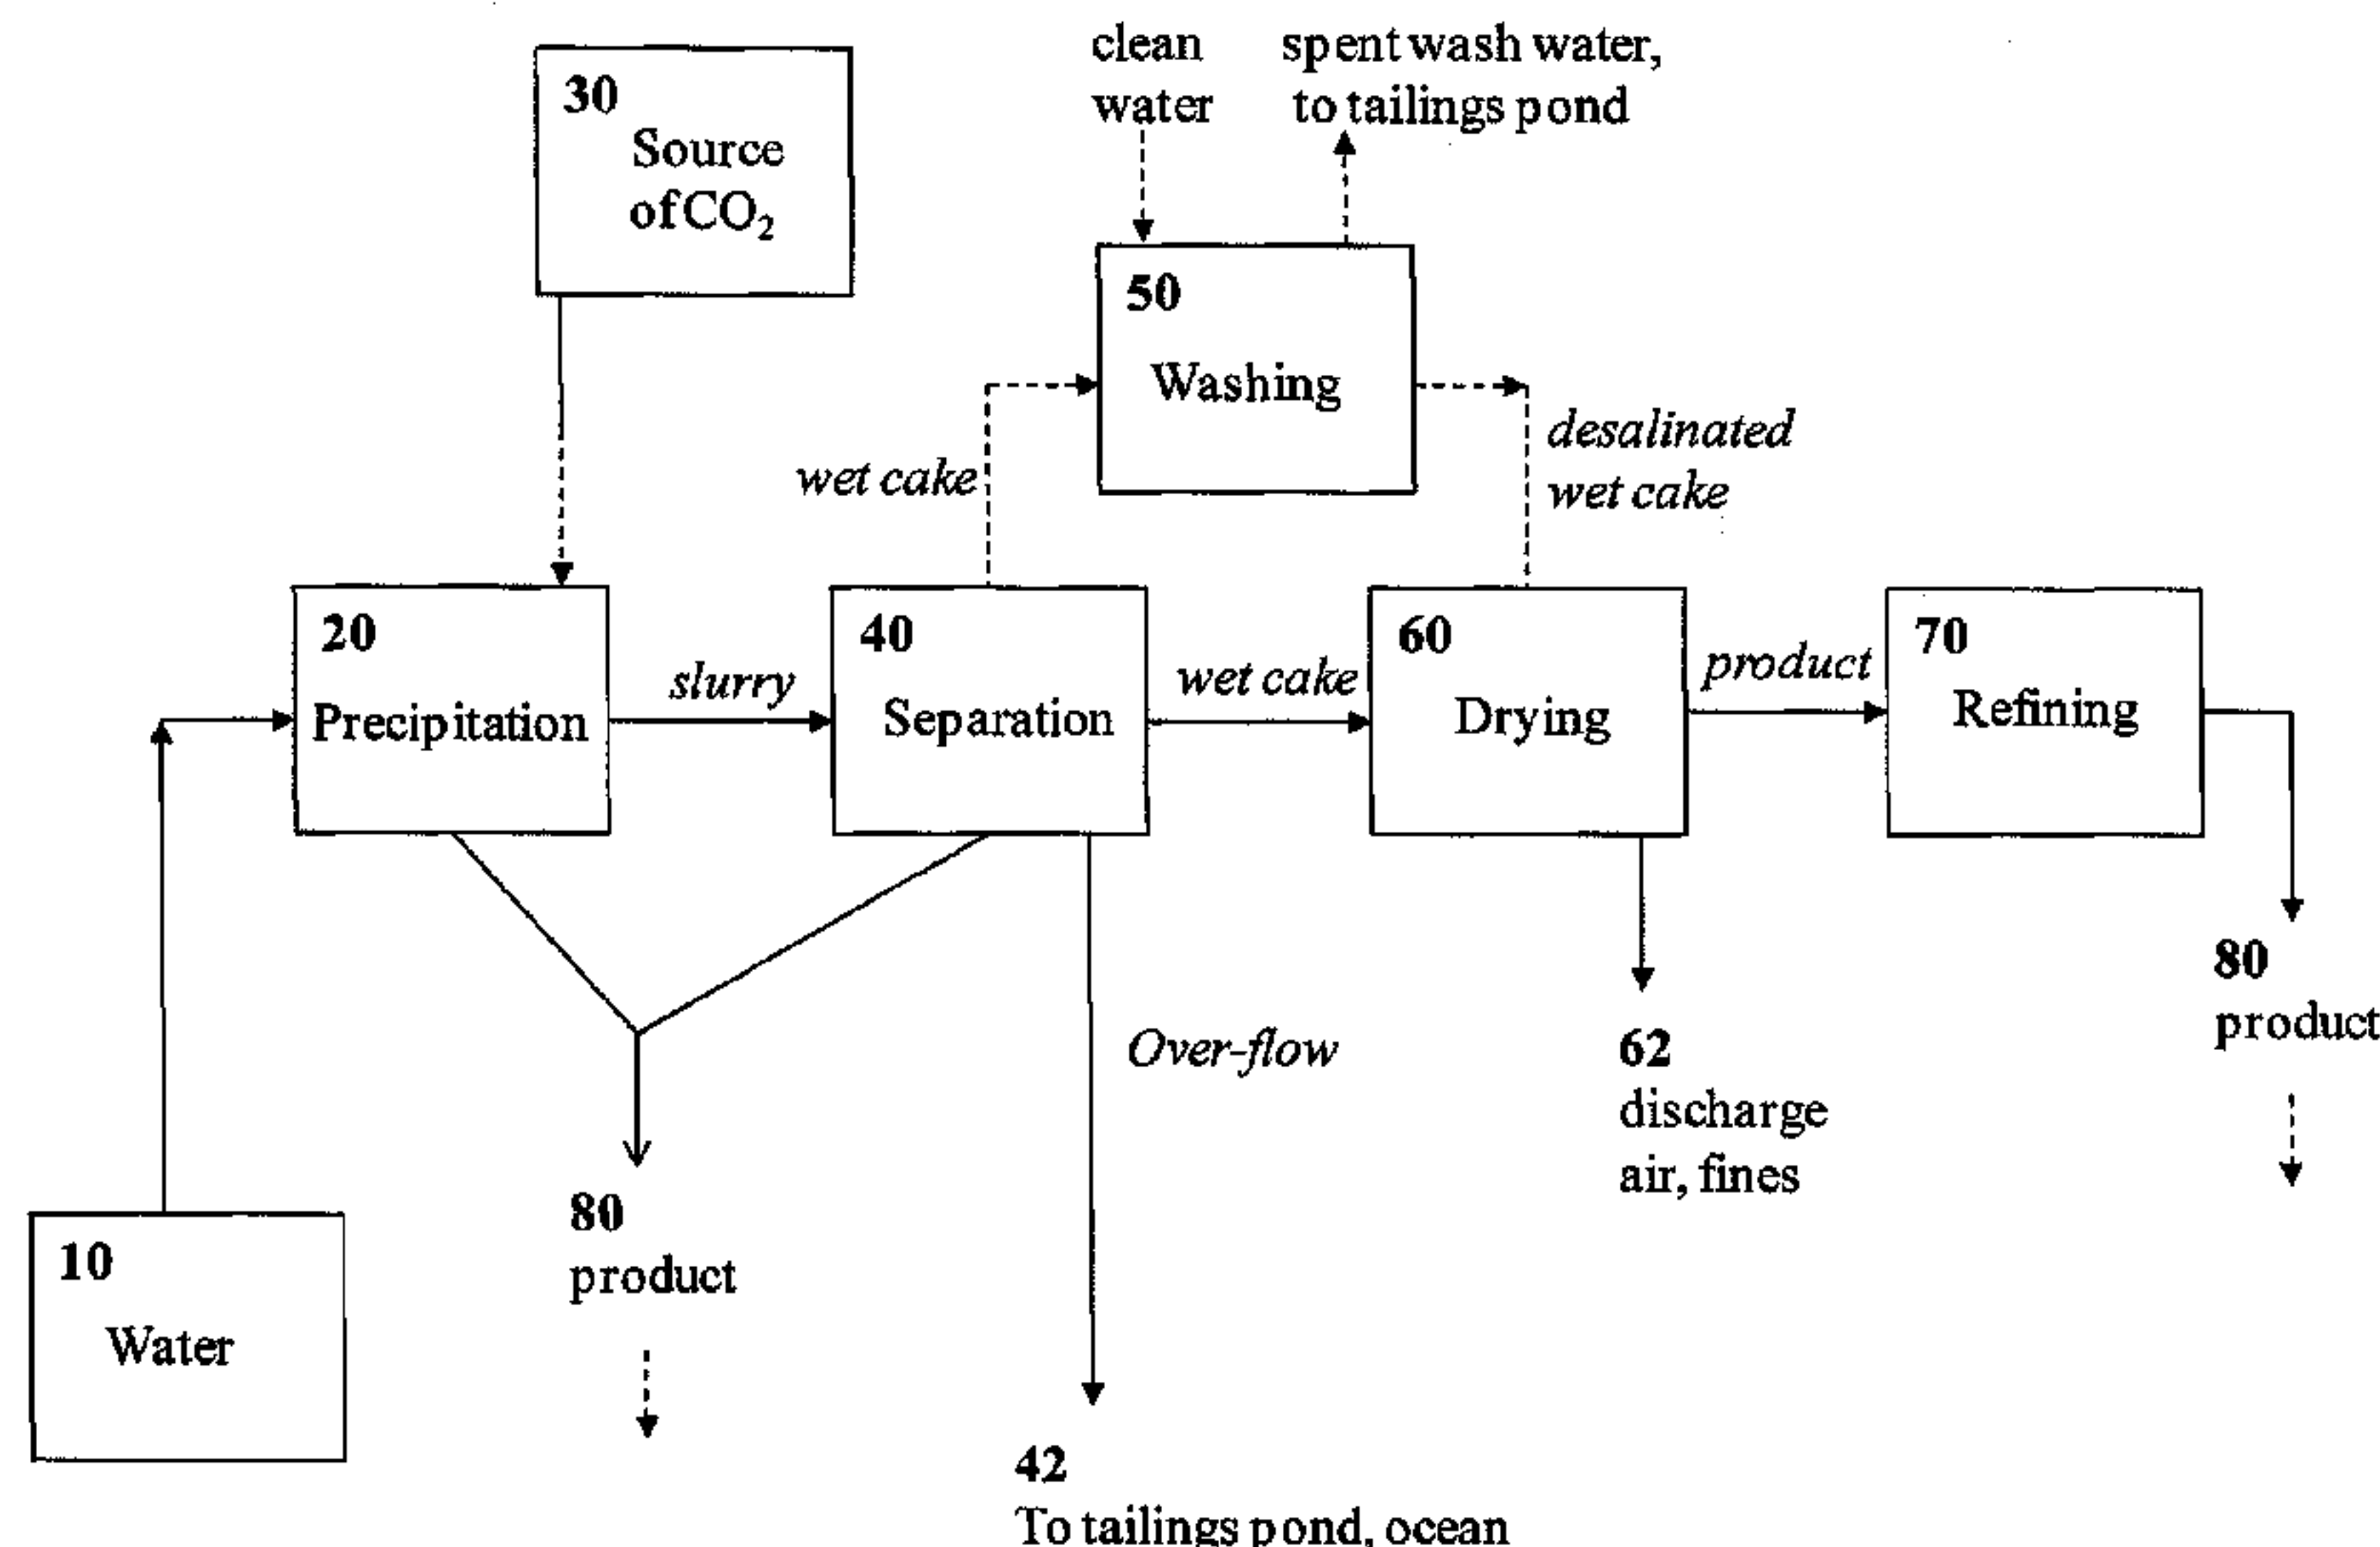 30
Source
of CO₂
clean
water
spent wash water,
to tailings pond
50
Washing
wet cake
desalinated
wet cake
20
Precipitation
slurry
40
Separation
wet cake
60
Drying
product
70
Refining
Over-flow
62
discharge
air, fines
80
product
80
product
10
Water
42
To tailings pond, ocean